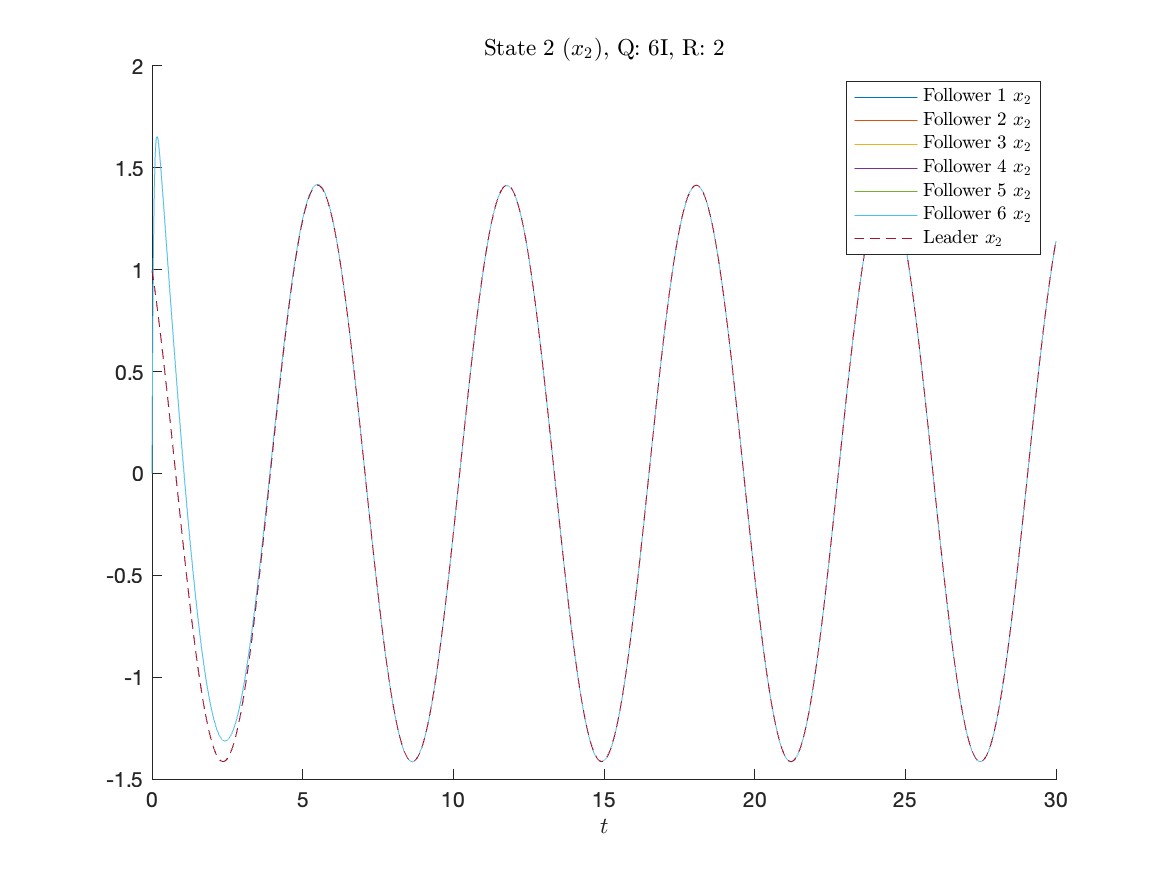 State 2 (x₂), Q: 6I, R: 2
2
1.5
1
0.5
0
-0.5
-1
-1.5
Follower 1 x₂
Follower 2 x₂
Follower 3 x₂
Follower 4 x₂
Follower 5 x₂
Follower 6 x₂
Leader x₂
0 5 10 15 20 25 30
t